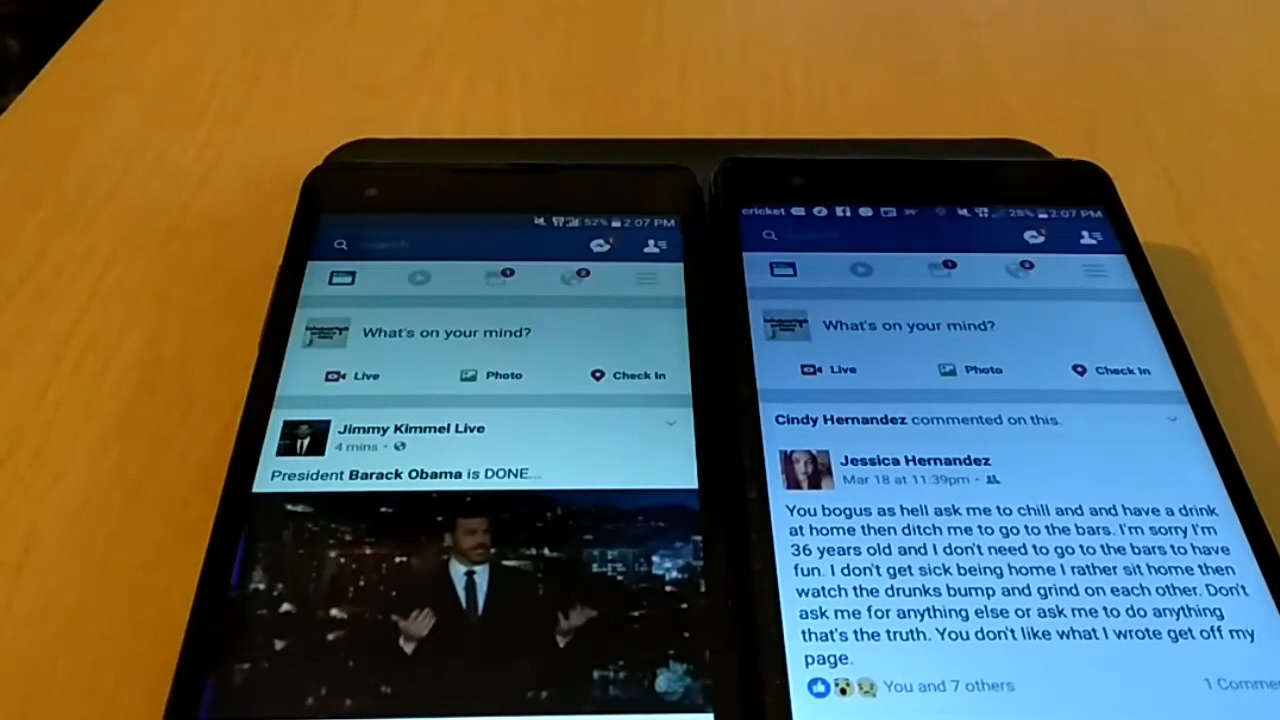 52% 2:07 PM
Search
What's on your mind?
Live Photo Check In
Jimmy Kimmel Live
4 mins
President Barack Obama is DONE...
cricket 28% 2:07 PM
What's on your mind?
Live Photo Check In
Cindy Hernandez commented on this.
Jessica Hernandez
Mar 18 at 11:39pm
You bogus as hell ask me to chill and and have a drink
at home then ditch me to go to the bars. I'm sorry I'm
36 years old and I don't need to go to the bars to have
fun. I don't get sick being home I rather sit home then
watch the drunks bump and grind on each other. Don't
ask me for anything else or ask me to do anything
that's the truth. You don't like what I wrote get off my
page.
You and 7 others 1 Comme